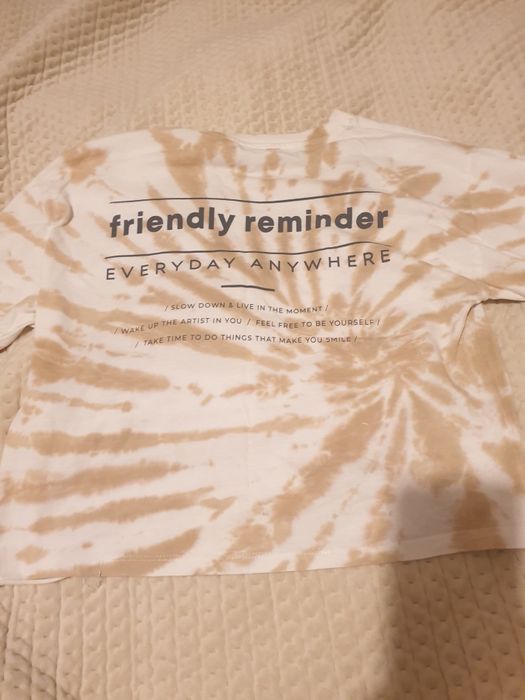 friendly reminder
EVERYDAY ANYWHERE
/ SLOW DOWN & LIVE IN THE MOMENT /
/ WAKE UP THE ARTIST IN YOU / FEEL FREE TO BE YOURSELF /
/ TAKE TIME TO DO THINGS THAT MAKE YOU SMILE /